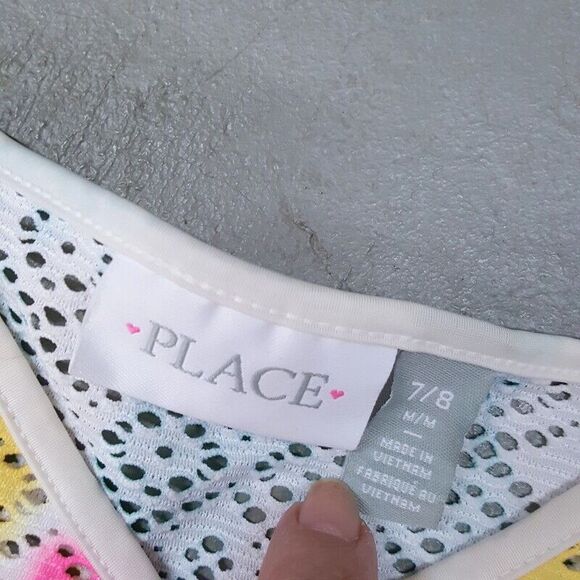 PLACE
7/8
M/M
MADE IN
VIETNAM
FABRIQUÉ AU
VIETNAM